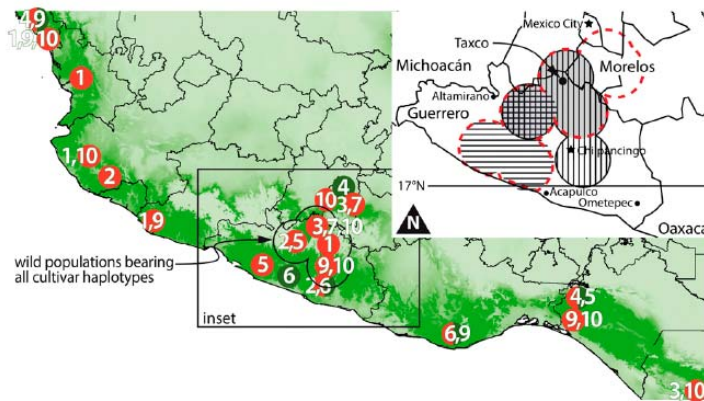 4,9
1,9,10
1
1,10
2
1,9
4
10
3,7
3,7,10
2,5
1
5
9,10
6
2,6
wild populations bearing
all cultivar haplotypes
inset
6,9
4,5
9,10
3,10
Mexico City
Taxco
Michoacán
Morelos
Altamirano
Guerrero
Chilpancingo
17°N
Acapulco
Ometepec
N
Oaxaca